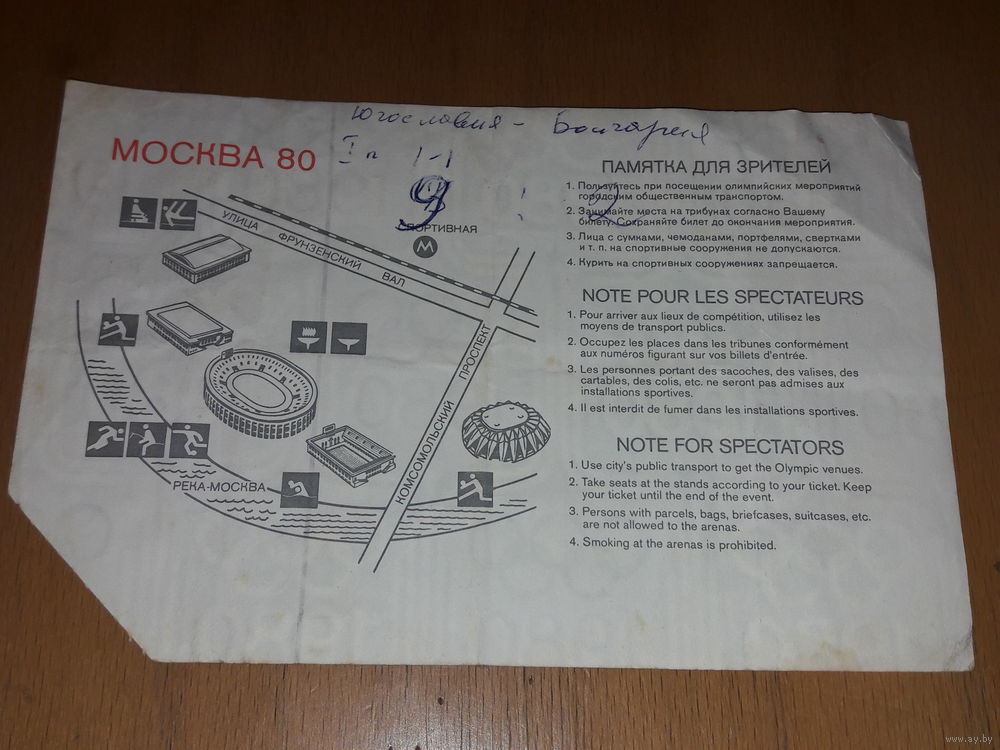 Югославия - Болгария
I п 1-1
9 : 2
МОСКВА 80
УЛИЦА ФРУНЗЕНСКИЙ ВАЛ
СПОРТИВНАЯ
М
КОМСОМОЛЬСКИЙ ПРОСПЕКТ
РЕКА-МОСКВА
ПАМЯТКА ДЛЯ ЗРИТЕЛЕЙ
1. Пользуйтесь при посещении олимпийских мероприятий
городским общественным транспортом.
2. Занимайте места на трибунах согласно Вашему
билету. Сохраняйте билет до окончания мероприятия.
3. Лица с сумками, чемоданами, портфелями, свертками
и т. п. на спортивные сооружения не допускаются.
4. Курить на спортивных сооружениях запрещается.
NOTE POUR LES SPECTATEURS
1. Pour arriver aux lieux de compétition, utilisez les
moyens de transport publics.
2. Occupez les places dans les tribunes conformément
aux numéros figurant sur vos billets d'entrée.
3. Les personnes portant des sacoches, des valises, des
cartables, des colis, etc. ne seront pas admises aux
installations sportives.
4. Il est interdit de fumer dans les installations sportives.
NOTE FOR SPECTATORS
1. Use city's public transport to get the Olympic venues.
2. Take seats at the stands according to your ticket. Keep
your ticket until the end of the event.
3. Persons with parcels, bags, briefcases, suitcases, etc.
are not allowed to the arenas.
4. Smoking at the arenas is prohibited.
www.ay.by